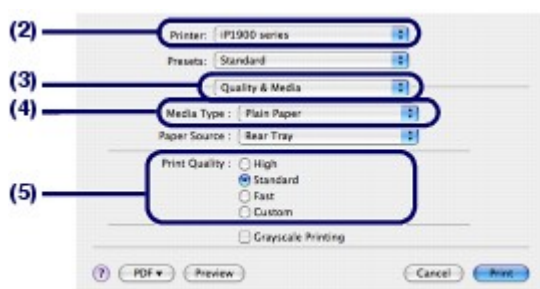 (2) Printer: iP1900 series
Presets: Standard
(3) Quality & Media
(4) Media Type : Plain Paper
Paper Source : Rear Tray
(5) Print Quality : High
Standard
Fast
Custom
Grayscale Printing
? PDF ▾ Preview Cancel Print